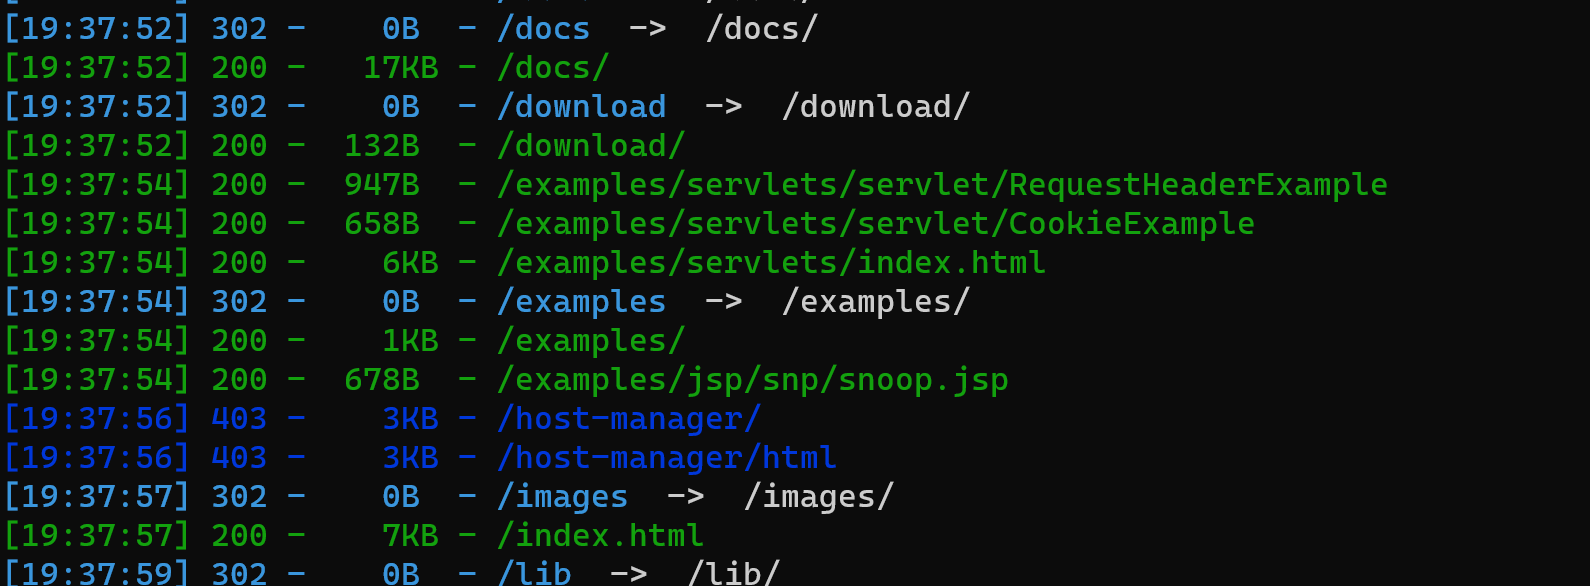 [19:37:52] 302 -    0B  - /docs  ->  /docs/
[19:37:52] 200 -   17KB - /docs/
[19:37:52] 302 -    0B  - /download  ->  /download/
[19:37:52] 200 -  132B  - /download/
[19:37:54] 200 -  947B  - /examples/servlets/servlet/RequestHeaderExample
[19:37:54] 200 -  658B  - /examples/servlets/servlet/CookieExample
[19:37:54] 200 -    6KB - /examples/servlets/index.html
[19:37:54] 302 -    0B  - /examples  ->  /examples/
[19:37:54] 200 -    1KB - /examples/
[19:37:54] 200 -  678B  - /examples/jsp/snp/snoop.jsp
[19:37:56] 403 -    3KB - /host-manager/
[19:37:56] 403 -    3KB - /host-manager/html
[19:37:57] 302 -    0B  - /images  ->  /images/
[19:37:57] 200 -    7KB - /index.html
[19:37:59] 302 -    0B  - /lib  ->  /lib/